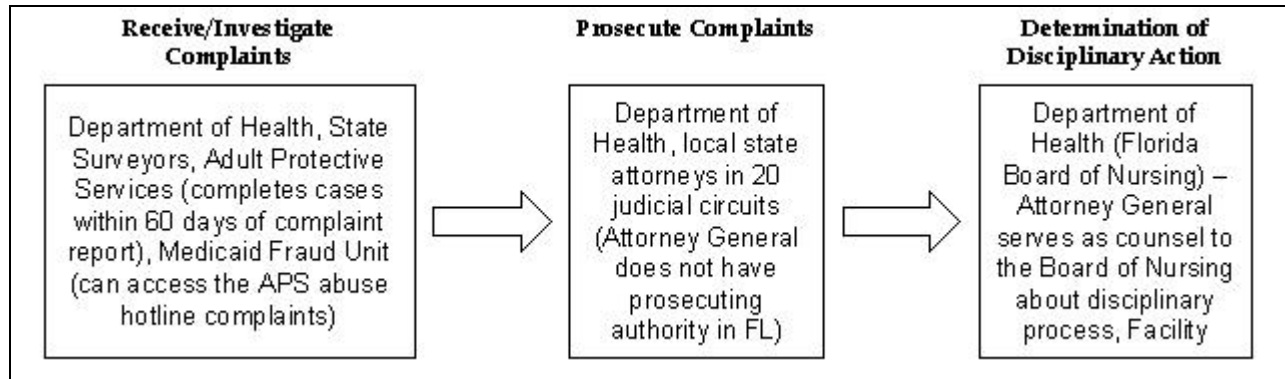 Receive/Investigate
Complaints
Department of Health, State
Surveyors, Adult Protective
Services (completes cases
within 60 days of complaint
report), Medicaid Fraud Unit
(can access the APS abuse
hotline complaints)
Prosecute Complaints
Department of
Health, local state
attorneys in 20
judicial circuits
(Attorney General
does not have
prosecuting
authority in FL)
Determination of
Disciplinary Action
Department of
Health (Florida
Board of Nursing) –
Attorney General
serves as counsel to
the Board of Nursing
about disciplinary
process, Facility